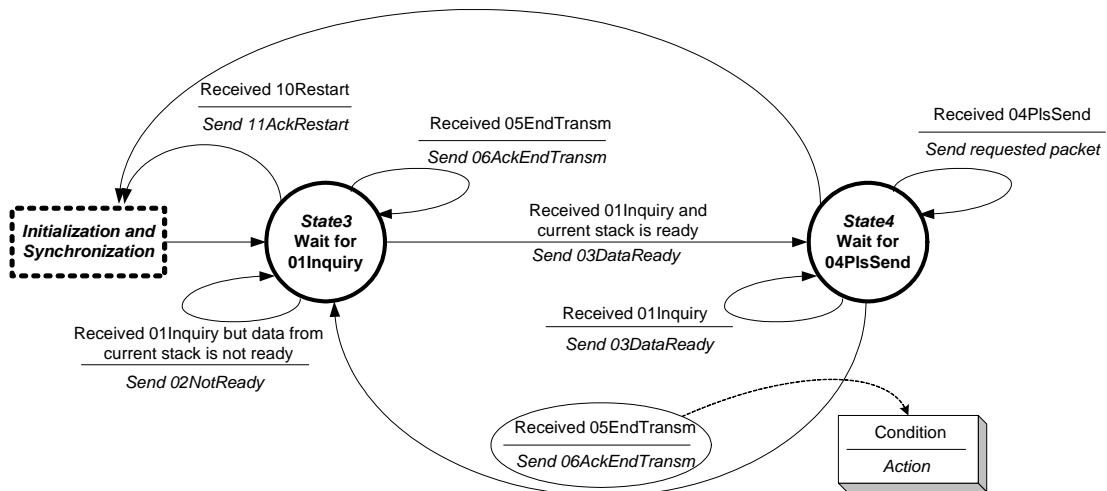 Received 10Restart
Send 11AckRestart
Received 05EndTransm
Send 06AckEndTransm
Received 04PlsSend
Send requested packet
Initialization and
Synchronization
State3
Wait for
01Inquiry
Received 01Inquiry and
current stack is ready
Send 03DataReady
State4
Wait for
04PlsSend
Received 01Inquiry but data from
current stack is not ready
Send 02NotReady
Received 01Inquiry
Send 03DataReady
Received 05EndTransm
Send 06AckEndTransm
Condition
Action